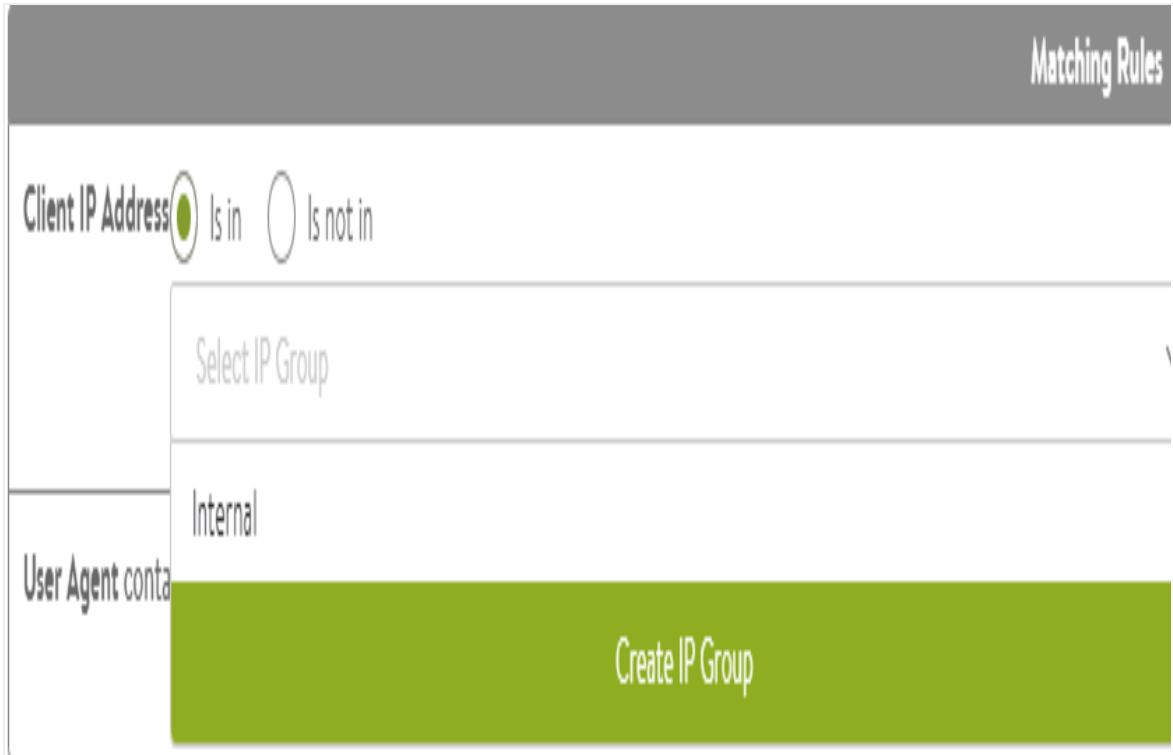 Matching Rules
Client IP Address Is in Is not in
Select IP Group
Internal
User Agent conta
Create IP Group